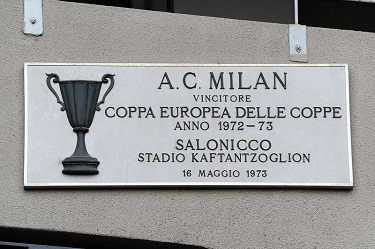 A.C. MILAN
VINCITORE
COPPA EUROPEA DELLE COPPE
ANNO 1972-73
SALONICCO
STADIO KAFTANTZOGLION
16 MAGGIO 1973